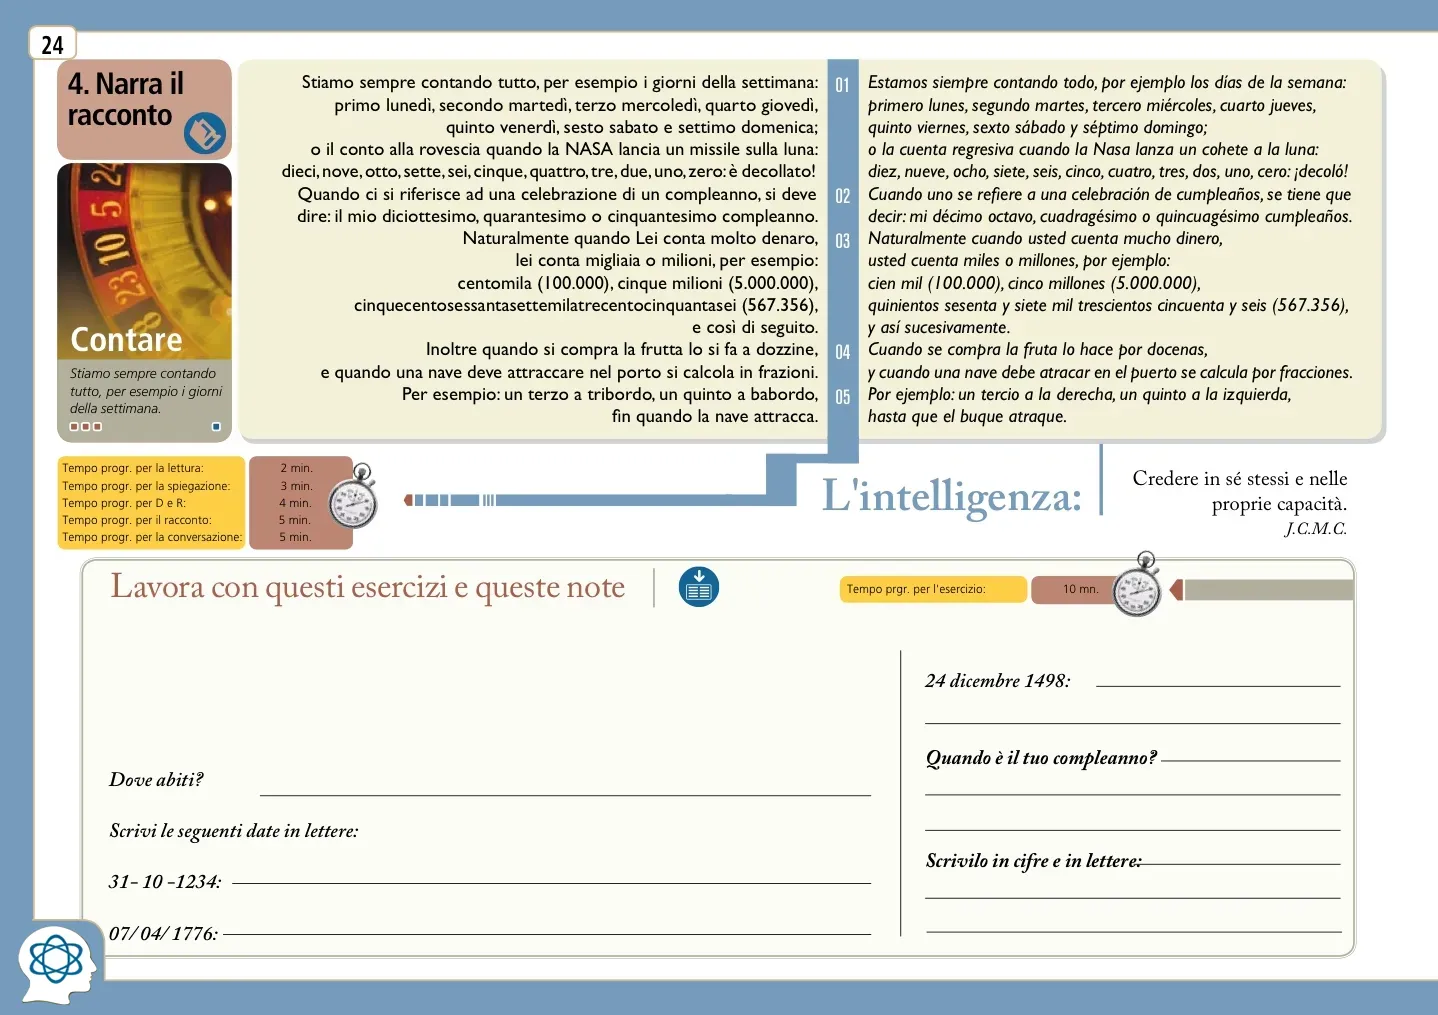 24
4. Narra il
racconto
Contare
Stiamo sempre contando
tutto, per esempio i giorni
della settimana.
Stiamo sempre contando tutto, per esempio i giorni della settimana:
primo lunedì, secondo martedì, terzo mercoledì, quarto giovedì,
quinto venerdì, sesto sabato e settimo domenica;
o il conto alla rovescia quando la NASA lancia un missile sulla luna:
dieci, nove, otto, sette, sei, cinque, quattro, tre, due, uno, zero: è decollato!
Quando ci si riferisce ad una celebrazione di un compleanno, si deve
dire: il mio diciottesimo, quarantesimo o cinquantesimo compleanno.
Naturalmente quando Lei conta molto denaro,
lei conta migliaia o milioni, per esempio:
centomila (100.000), cinque milioni (5.000.000),
cinquecentosessantasettemilatrecentocinquantasei (567.356),
e così di seguito.
Inoltre quando si compra la frutta lo si fa a dozzine,
e quando una nave deve attraccare nel porto si calcola in frazioni.
Per esempio: un terzo a tribordo, un quinto a babordo,
fin quando la nave attracca.
01
02
03
04
05
Estamos siempre contando todo, por ejemplo los días de la semana:
primero lunes, segundo martes, tercero miércoles, cuarto jueves,
quinto viernes, sexto sábado y séptimo domingo;
o la cuenta regresiva cuando la Nasa lanza un cohete a la luna:
diez, nueve, ocho, siete, seis, cinco, cuatro, tres, dos, uno, cero: ¡decoló!
Cuando uno se refiere a una celebración de cumpleaños, se tiene que
decir: mi décimo octavo, cuadragésimo o quincuagésimo cumpleaños.
Naturalmente cuando usted cuenta mucho dinero,
usted cuenta miles o millones, por ejemplo:
cien mil (100.000), cinco millones (5.000.000),
quinientos sesenta y siete mil trescientos cincuenta y seis (567.356),
y así sucesivamente.
Cuando se compra la fruta lo hace por docenas,
y cuando una nave debe atracar en el puerto se calcula por fracciones.
Por ejemplo: un tercio a la derecha, un quinto a la izquierda,
hasta que el buque atraque.
Tempo progr. per la lettura: 2 min.
Tempo progr. per la spiegazione: 3 min.
Tempo progr. per D e R: 4 min.
Tempo progr. per il racconto: 5 min.
Tempo progr. per la conversazione: 5 min.
L'intelligenza:
Credere in sé stessi e nelle
proprie capacità.
J.C.M.C.
Lavora con questi esercizi e queste note
Tempo prgr. per l'esercizio: 10 mn.
Dove abiti?
Scrivi le seguenti date in lettere:
31- 10 -1234:
07/ 04/ 1776:
24 dicembre 1498:
Quando è il tuo compleanno?
Scrivilo in cifre e in lettere: